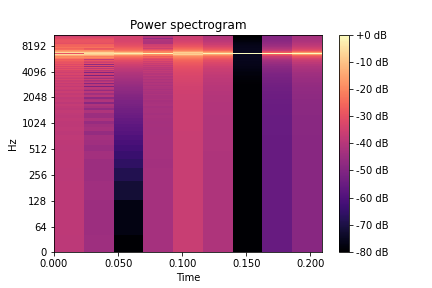 Power spectrogram
Hz
8192
4096
2048
1024
512
256
128
64
0
0.000
0.050
0.100
0.150
0.200
Time
+0 dB
-10 dB
-20 dB
-30 dB
-40 dB
-50 dB
-60 dB
-70 dB
-80 dB